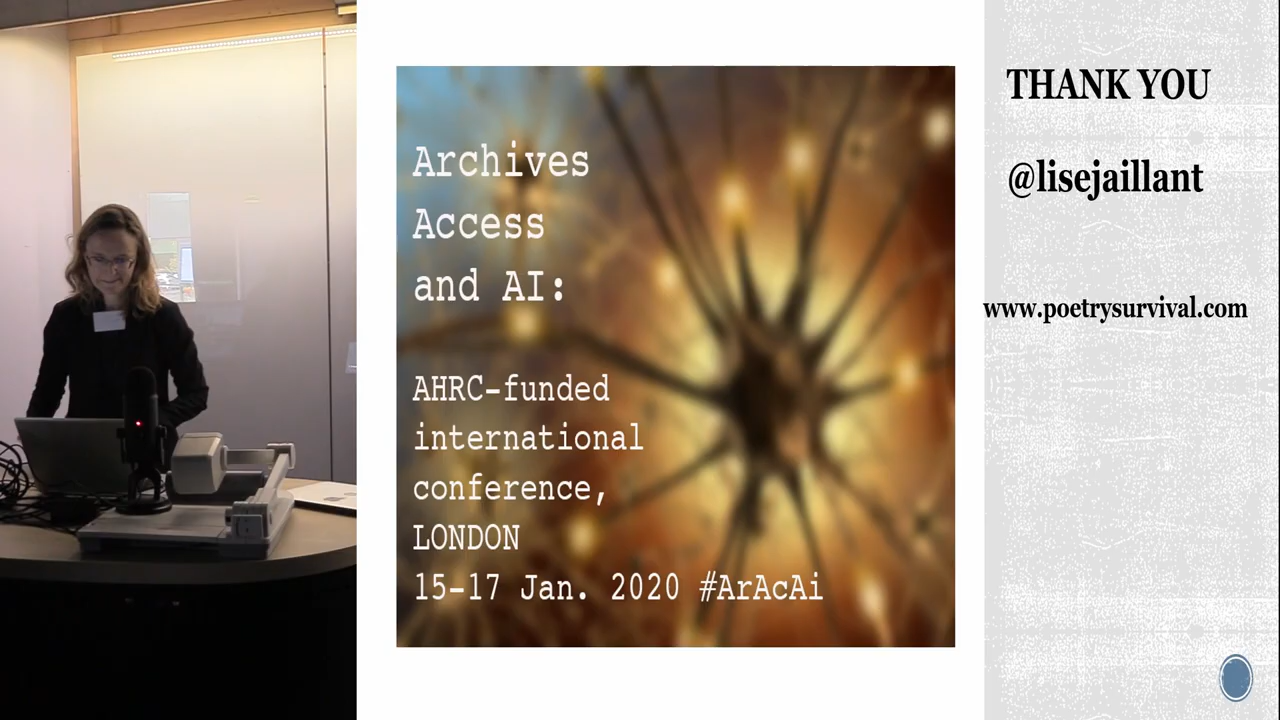 Archives
Access
and AI:
AHRC-funded
international
conference,
LONDON
15-17 Jan. 2020 #ArAcAi
THANK YOU
@lisejaillant
www.poetrysurvival.com